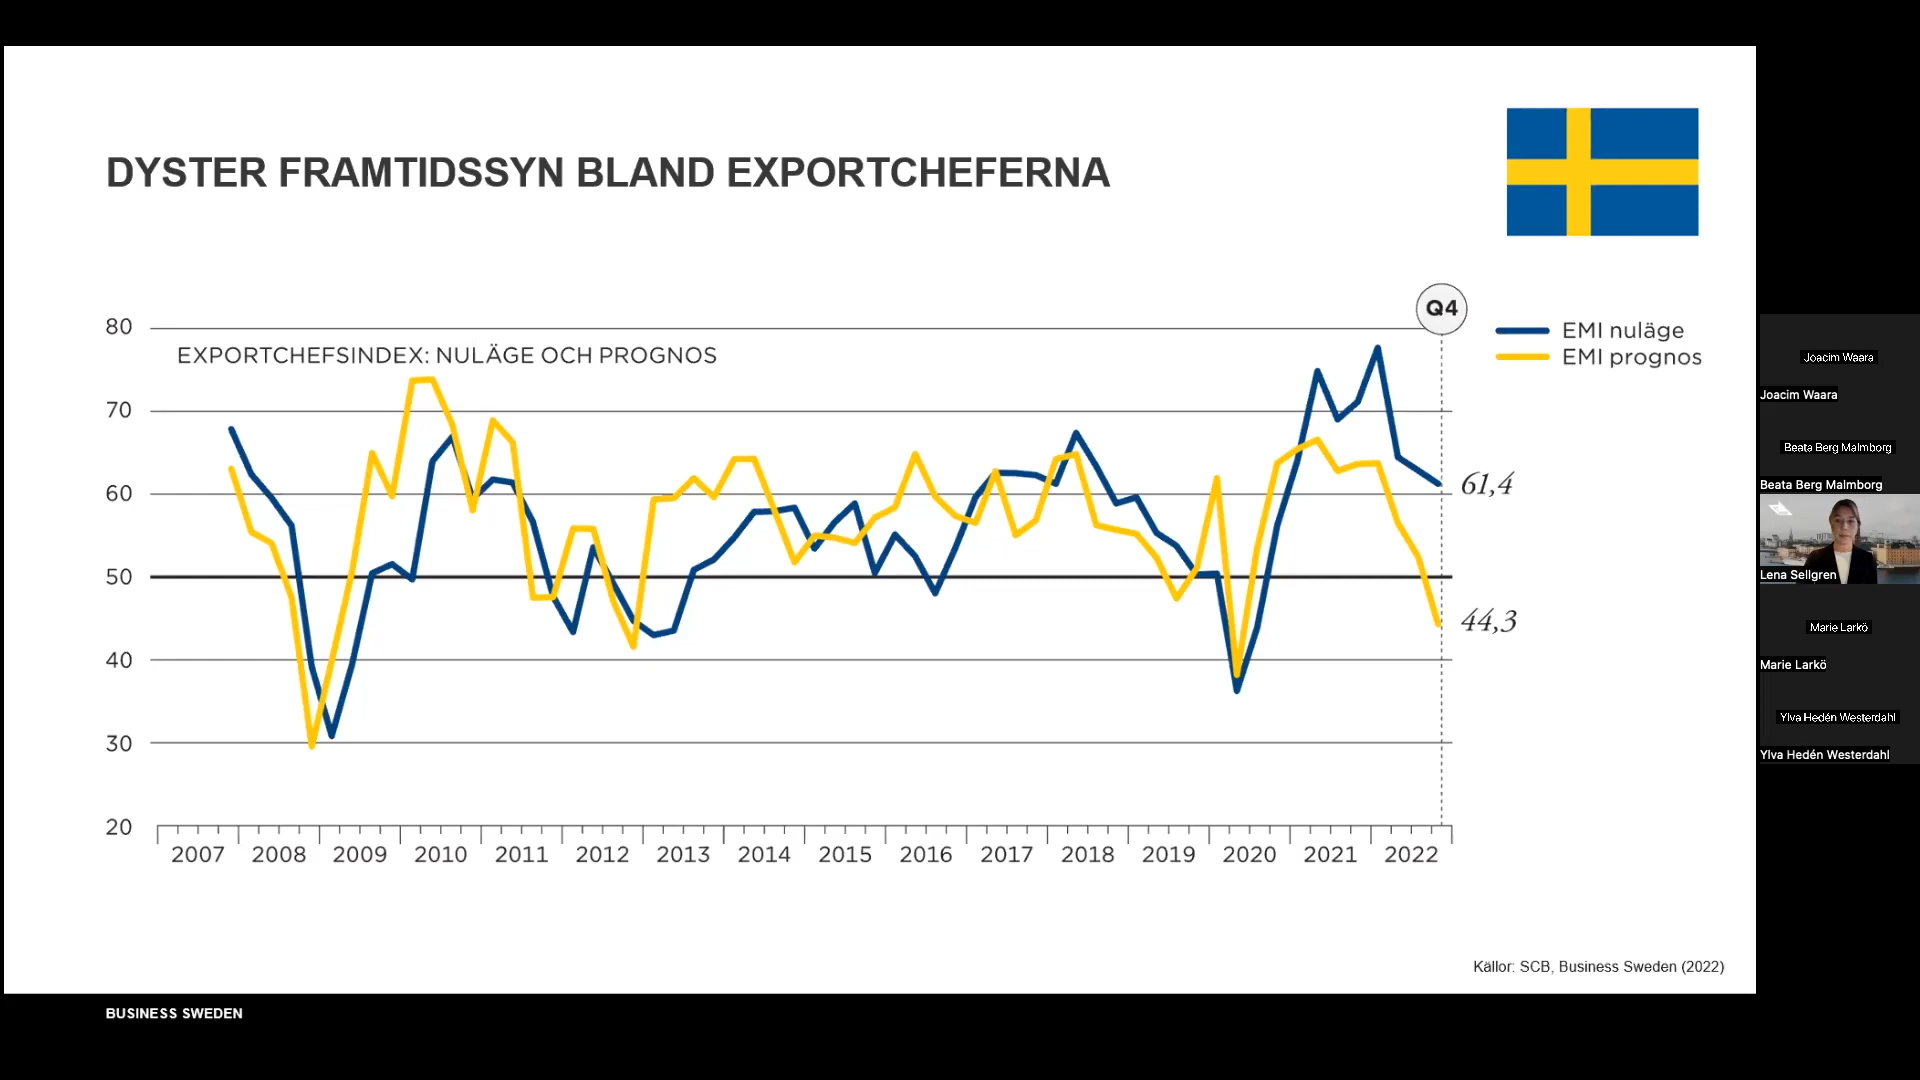 DYSTER FRAMTIDSSYN BLAND EXPORTCHEFERNA
Q4
EMI nuläge
EMI prognos
EXPORTCHEFSINDEX: NULÄGE OCH PROGNOS
80
70
60
50
40
30
20
61,4
44,3
2007 2008 2009 2010 2011 2012 2013 2014 2015 2016 2017 2018 2019 2020 2021 2022
Källor: SCB, Business Sweden (2022)
BUSINESS SWEDEN
Joacim Waara
Joacim Waara
Beata Berg Malmborg
Beata Berg Malmborg
Lena Sellgren
Marie Larkö
Marie Larkö
Ylva Hedén Westerdahl
Ylva Hedén Westerdahl